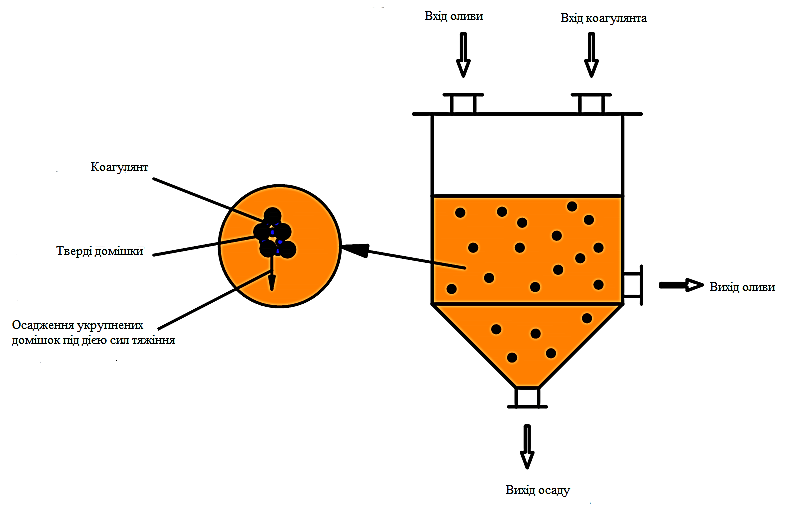 Вхід оливи
Вхід коагулянта
Коагулянт
Тверді домішки
Осадження укрупнених
домішок під дією сил тяжіння
Вихід оливи
Вихід осаду